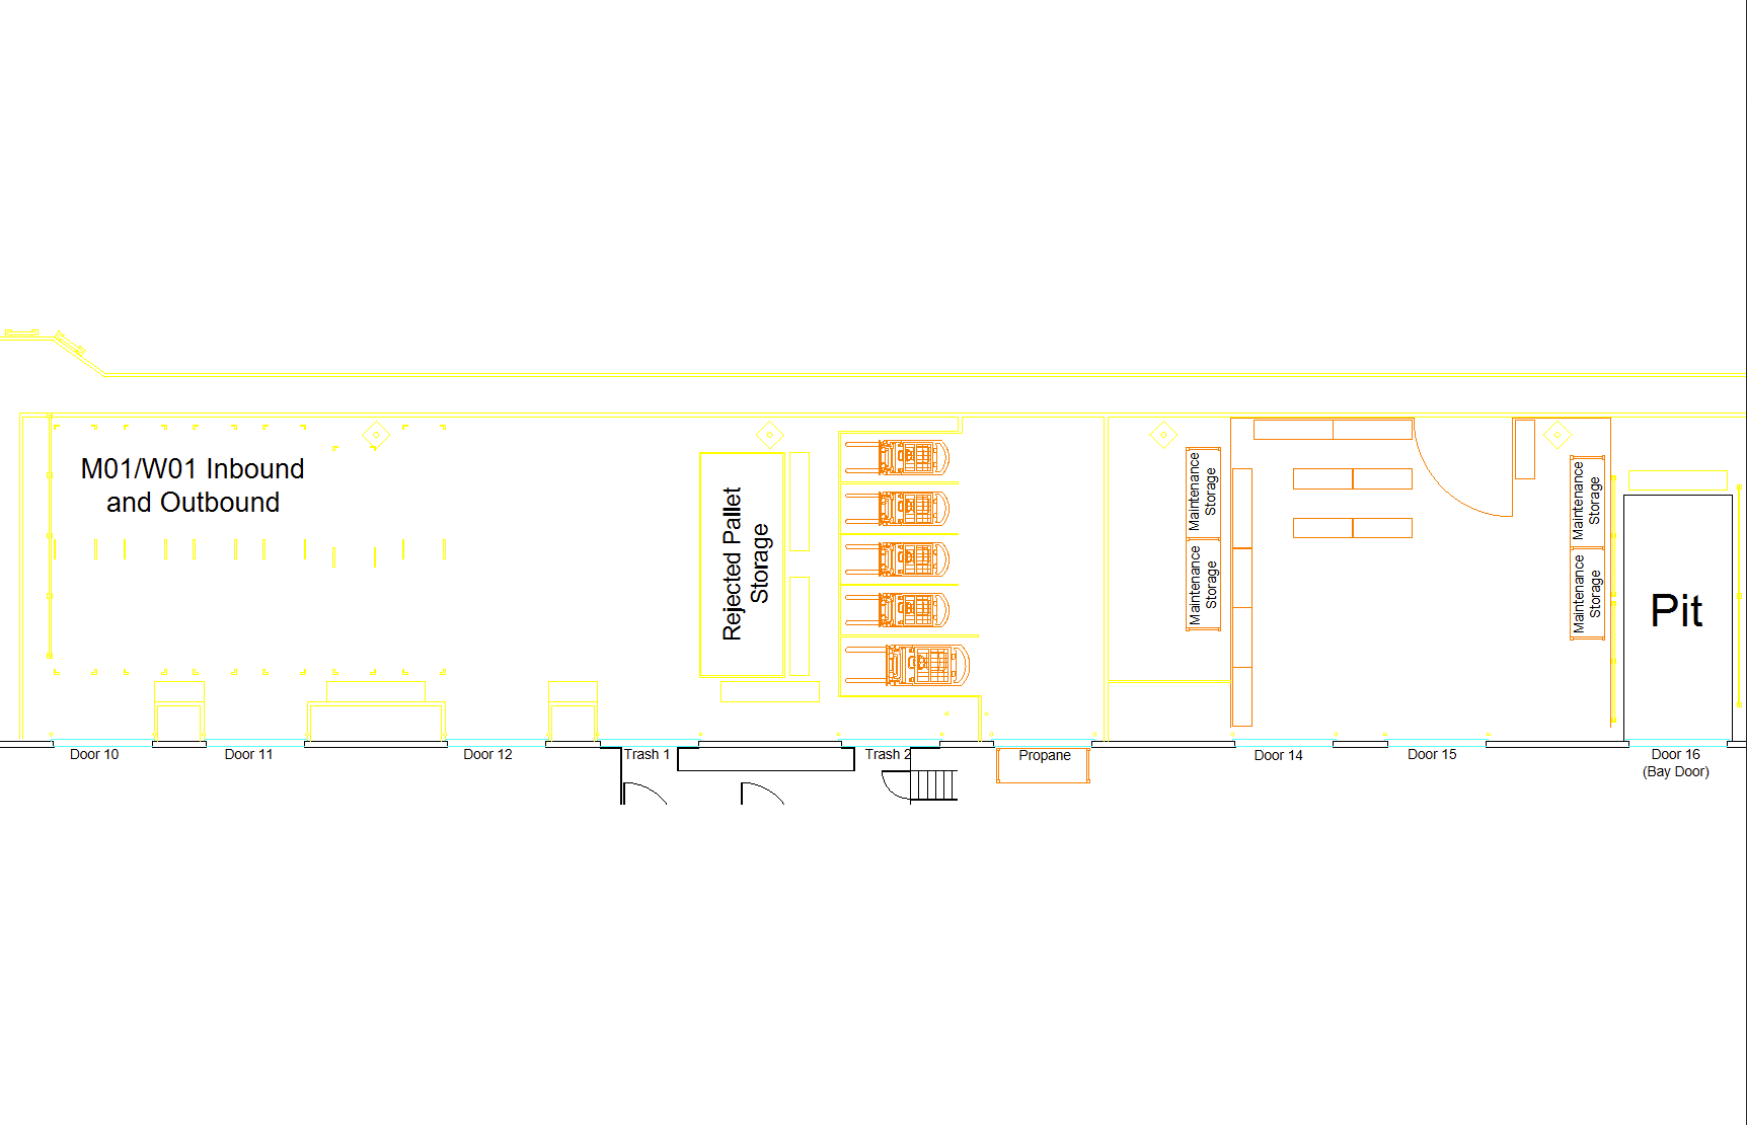 M01/W01 Inbound
and Outbound
Rejected Pallet
Storage
Maintenance
Storage
Maintenance
Storage
Maintenance
Storage
Maintenance
Storage
Pit
Door 10
Door 11
Door 12
Trash 1
Trash 2
Propane
Door 14
Door 15
Door 16
(Bay Door)